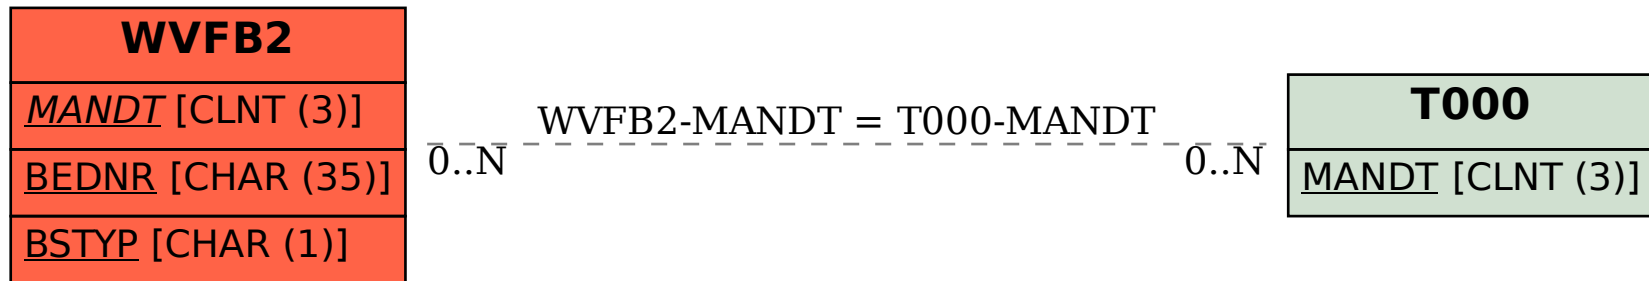 WVFB2
MANDT [CLNT (3)]
BEDNR [CHAR (35)]
BSTYP [CHAR (1)]
WVFB2-MANDT = T000-MANDT
0..N
0..N
T000
MANDT [CLNT (3)]